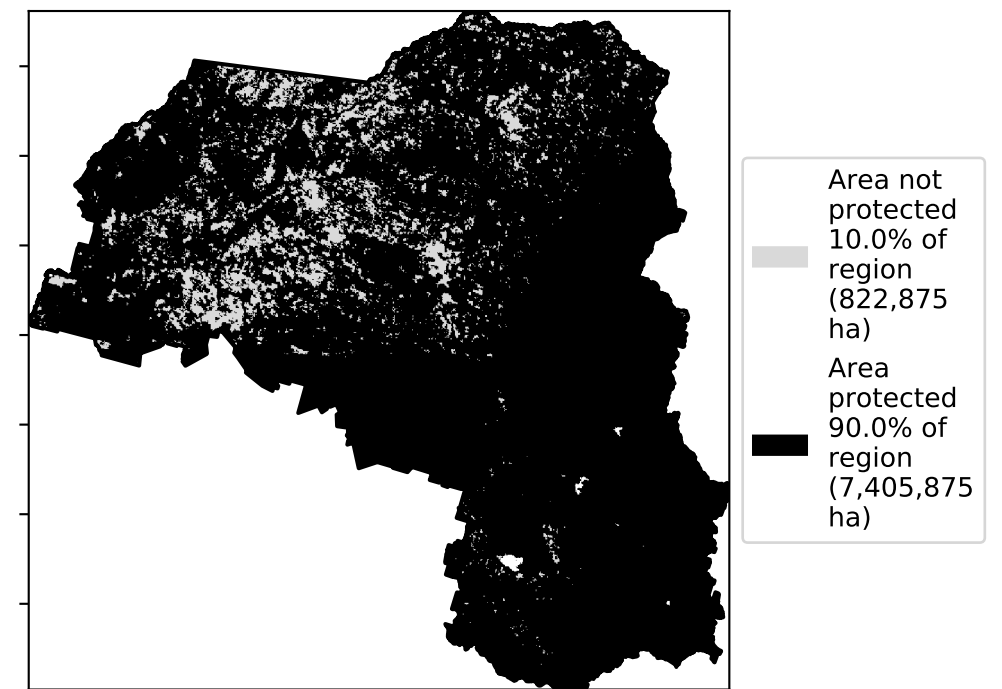 Area not
protected
10.0% of
region
(822,875
ha)
Area
protected
90.0% of
region
(7,405,875
ha)